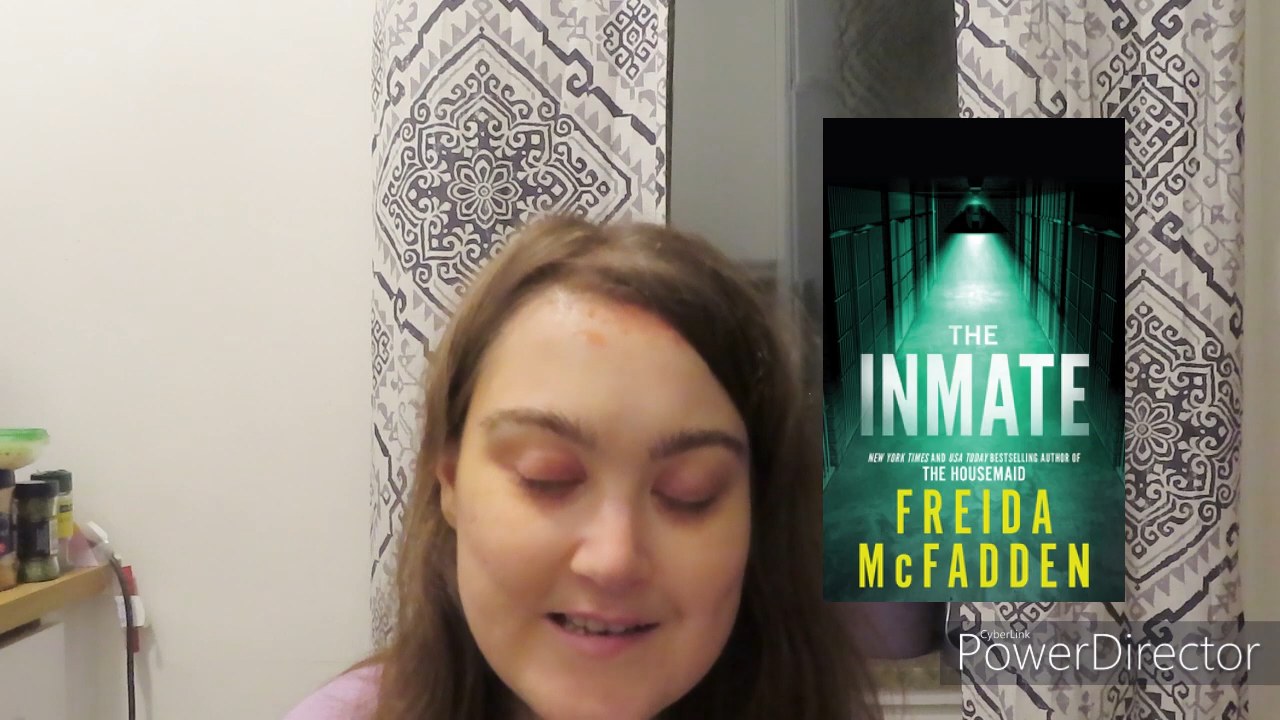 THE
INMATE
NEW YORK TIMES AND USA TODAY BESTSELLING AUTHOR OF
THE HOUSEMAID
FREIDA
McFADDEN
CyberLink
PowerDirector